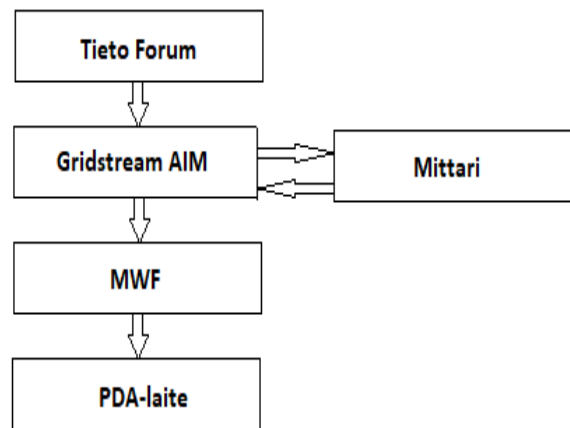 Tieto Forum
Gridstream AIM
Mittari
MWF
PDA-laite